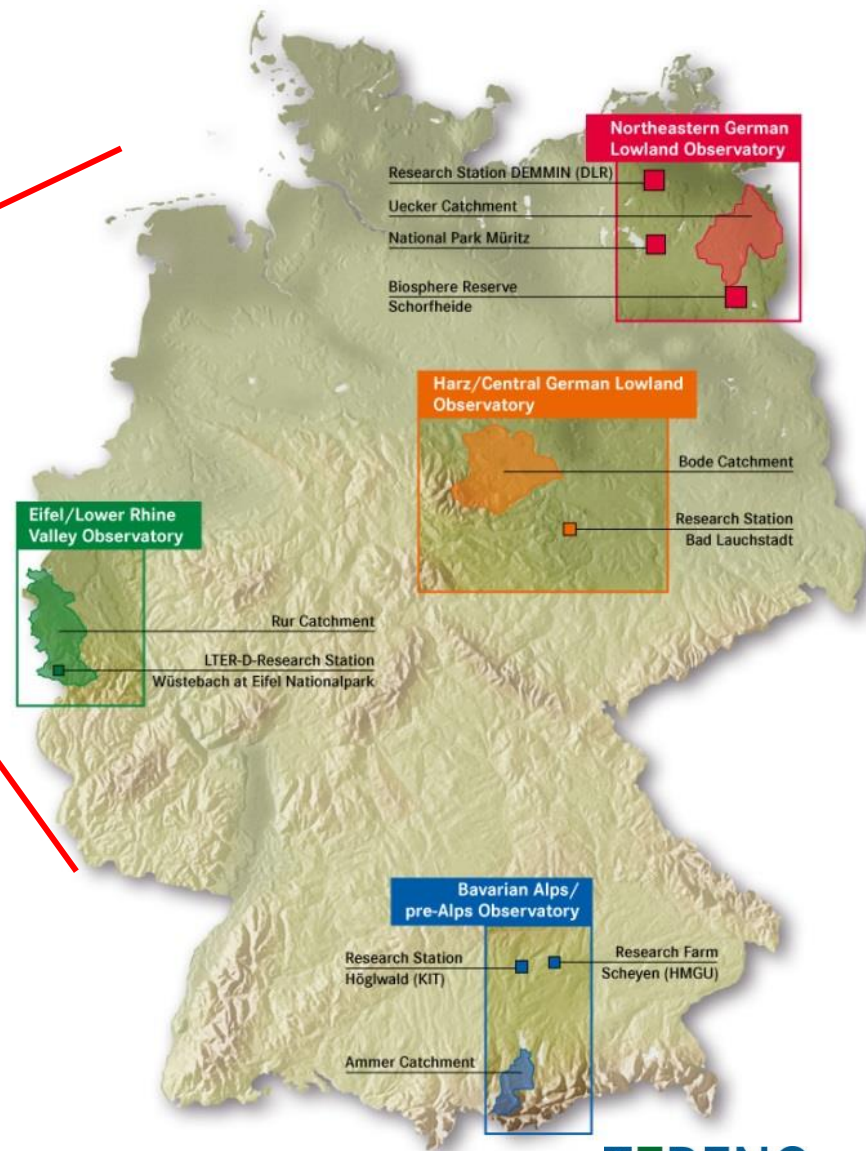 Northeastern German
Lowland Observatory
Research Station DEMMIN (DLR)
Uecker Catchment
National Park Müritz
Biosphere Reserve
Schorfheide
Harz/Central German Lowland
Observatory
Bode Catchment
Research Station
Bad Lauchstadt
Eifel/Lower Rhine
Valley Observatory
Rur Catchment
LTER-D-Research Station
Wüstebach at Eifel Nationalpark
Bavarian Alps/
pre-Alps Observatory
Research Station
Höglwald (KIT)
Research Farm
Scheyen (HMGU)
Ammer Catchment